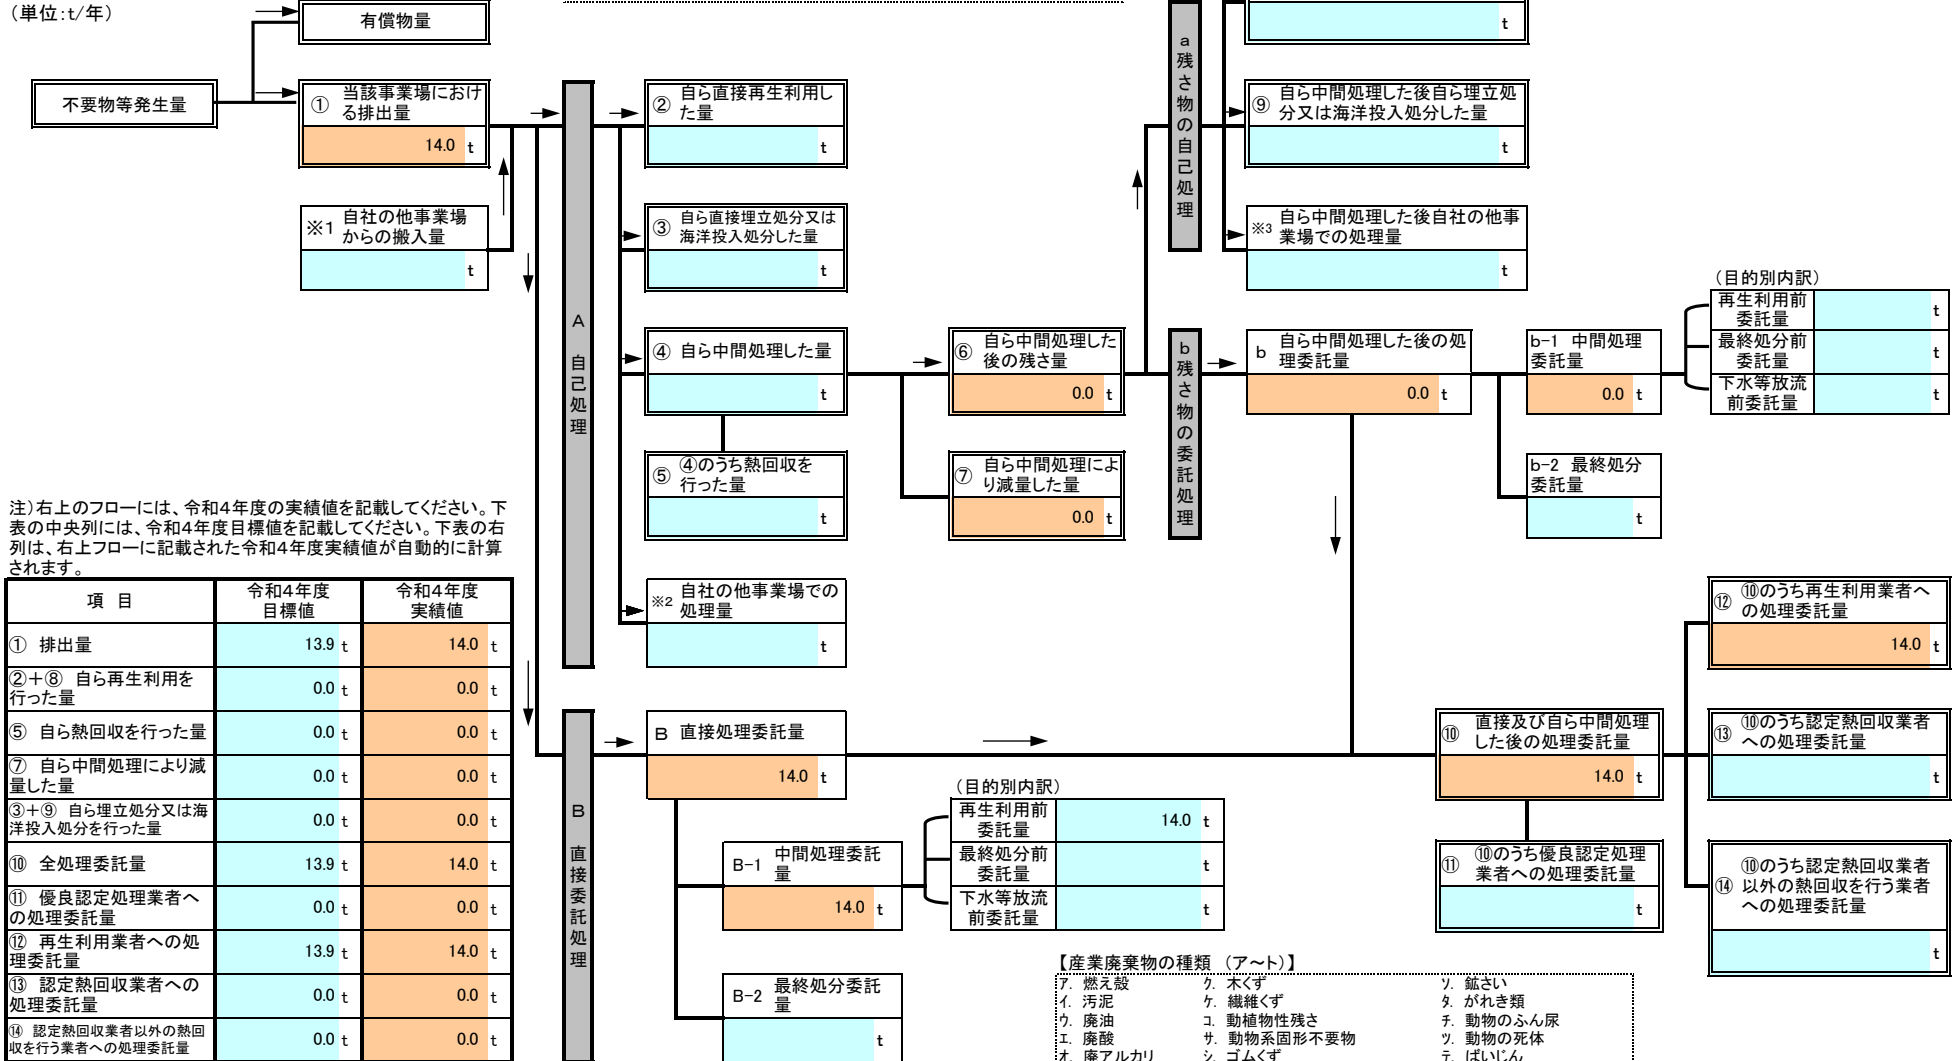 （単位:t/年）
有償物量
不要物等発生量
① 当該事業場におけ
る排出量
14.0 t
※1 自社の他事業場
からの搬入量
t
A 自己処理
② 自ら直接再生利用し
た量
t
③ 自ら直接埋立処分又は
海洋投入処分した量
t
④ 自ら中間処理した量
t
⑤ ④のうち熱回収を
行った量
t
※2 自社の他事業場での
処理量
t
⑥ 自ら中間処理した
後の残さ量
0.0 t
⑦ 自ら中間処理によ
り減量した量
0.0 t
a 残さ物の自己処理
t
⑨ 自ら中間処理した後自ら埋立処
分又は海洋投入処分した量
t
※3 自ら中間処理した後自社の他事
業場での処理量
t
b 残さ物の委託処理
b 自ら中間処理した後の処
理委託量
0.0 t
b-1 中間処理
委託量
0.0 t
b-2 最終処分
委託量
t
（目的別内訳）
再生利用前
委託量
t
最終処分前
委託量
t
下水等放流
前委託量
t
注）右上のフローには、令和４年度の実績値を記載してください。下
表の中央列には、令和４年度目標値を記載してください。下表の右
列は、右上フローに記載された令和４年度実績値が自動的に計算
されます。
項 目
令和４年度
目標値
令和４年度
実績値
① 排出量 13.9 t 14.0 t
②＋⑧ 自ら再生利用を
行った量 0.0 t 0.0 t
⑤ 自ら熱回収を行った量 0.0 t 0.0 t
⑦ 自ら中間処理により減
量した量 0.0 t 0.0 t
③＋⑨ 自ら埋立処分又は海
洋投入処分を行った量 0.0 t 0.0 t
⑩ 全処理委託量 13.9 t 14.0 t
⑪ 優良認定処理業者へ
の処理委託量 0.0 t 0.0 t
⑫ 再生利用業者への処
理委託量 13.9 t 14.0 t
⑬ 認定熱回収業者への
処理委託量 0.0 t 0.0 t
⑭ 認定熱回収業者以外の熱回
収を行う業者への処理委託量 0.0 t 0.0 t
B 直接委託処理
B 直接処理委託量
14.0 t
B-1 中間処理委託
量
14.0 t
B-2 最終処分委託
量
t
（目的別内訳）
再生利用前
委託量
14.0 t
最終処分前
委託量
t
下水等放流
前委託量
t
⑩ 直接及び自ら中間処理
した後の処理委託量
14.0 t
⑪ ⑩のうち優良認定処理
業者への処理委託量
t
⑫ ⑩のうち再生利用業者へ
の処理委託量
14.0 t
⑬ ⑩のうち認定熱回収業者
への処理委託量
t
⑭ ⑩のうち認定熱回収業者
以外の熱回収を行う業者
への処理委託量
t
【産業廃棄物の種類 （ア～ト）】
ｱ. 燃え殻 ｸ. 木くず ｿ. 鉱さい
ｲ. 汚泥 ｹ. 繊維くず ﾀ. がれき類
ｳ. 廃油 ｺ. 動植物性残さ ﾁ. 動物のふん尿
ｴ. 廃酸 ｻ. 動物系固形不要物 ﾂ. 動物の死体
ｵ. 廃アルカリ ｼ. ゴムくず ﾃ. ばいじん